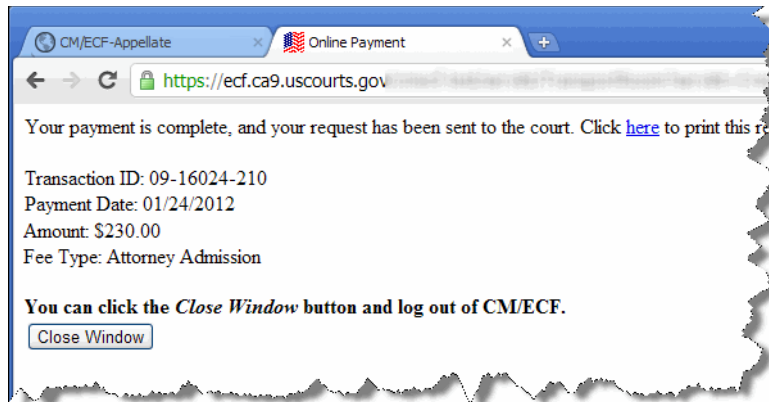 CM/ECF-Appellate
Online Payment
https://ecf.ca9.uscourts.gov
Your payment is complete, and your request has been sent to the court. Click here to print this
Transaction ID: 09-16024-210
Payment Date: 01/24/2012
Amount: $230.00
Fee Type: Attorney Admission
You can click the Close Window button and log out of CM/ECF.
Close Window